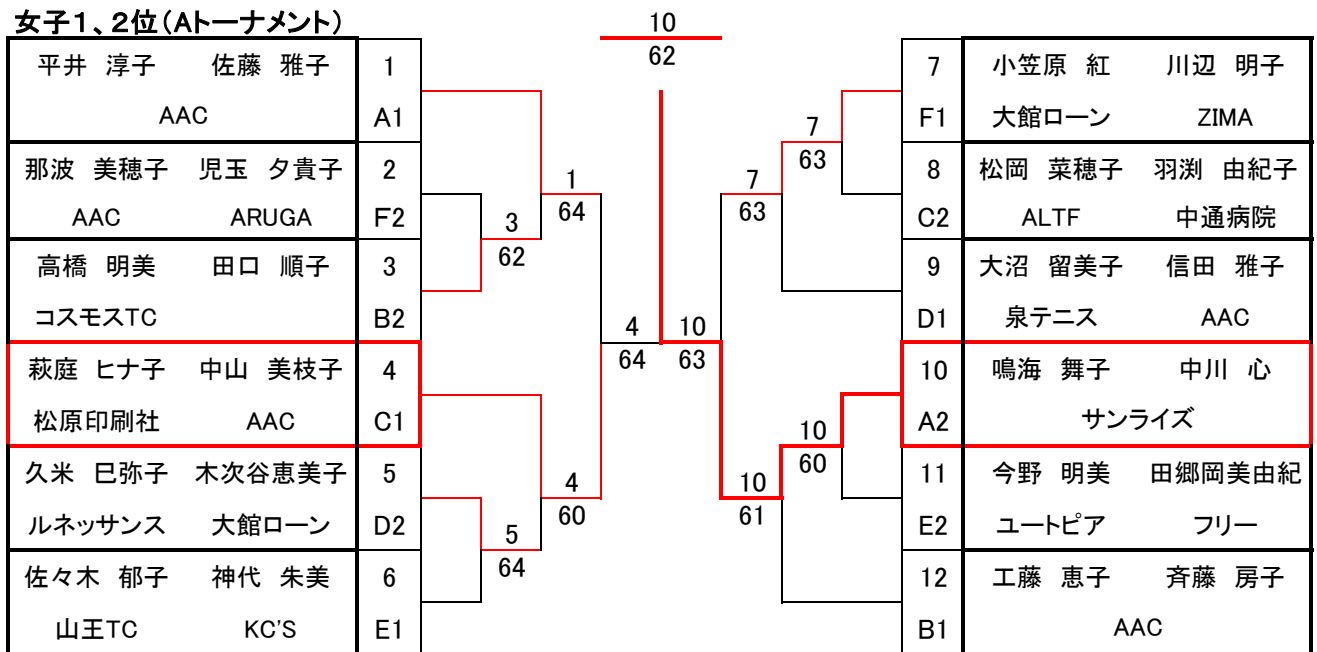 女子１、２位(Aトーナメント)
平井 淳子 佐藤 雅子 1
AAC A1
那波 美穂子 児玉 夕貴子 2
AAC ARUGA F2
高橋 明美 田口 順子 3
コスモスTC B2
萩庭 ヒナ子 中山 美枝子 4
松原印刷社 AAC C1
久米 巳弥子 木次谷恵美子 5
ルネッサンス 大館ローン D2
佐々木 郁子 神代 朱美 6
山王TC KC'S E1
3
62
5
64
1
64
4
60
4
64
10
62
10
63
7
63
10
61
7
63
10
60
7 小笠原 紅 川辺 明子
F1 大館ローン ZIMA
8 松岡 菜穂子 羽渕 由紀子
C2 ALTF 中通病院
9 大沼 留美子 信田 雅子
D1 泉テニス AAC
10 鳴海 舞子 中川 心
A2 サンライズ
11 今野 明美 田郷岡美由紀
E2 ユートピア フリー
12 工藤 恵子 斉藤 房子
B1 AAC